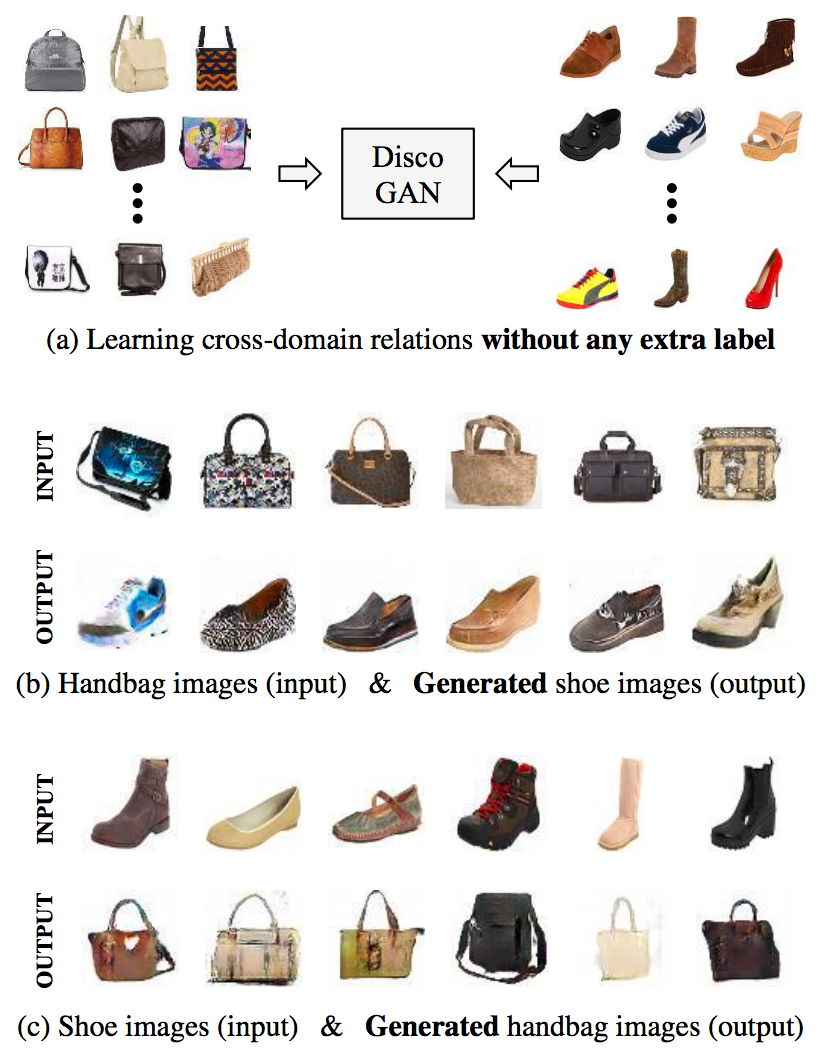 Disco
GAN
(a) Learning cross-domain relations without any extra label
INPUT
OUTPUT
(b) Handbag images (input) & Generated shoe images (output)
INPUT
OUTPUT
(c) Shoe images (input) & Generated handbag images (output)